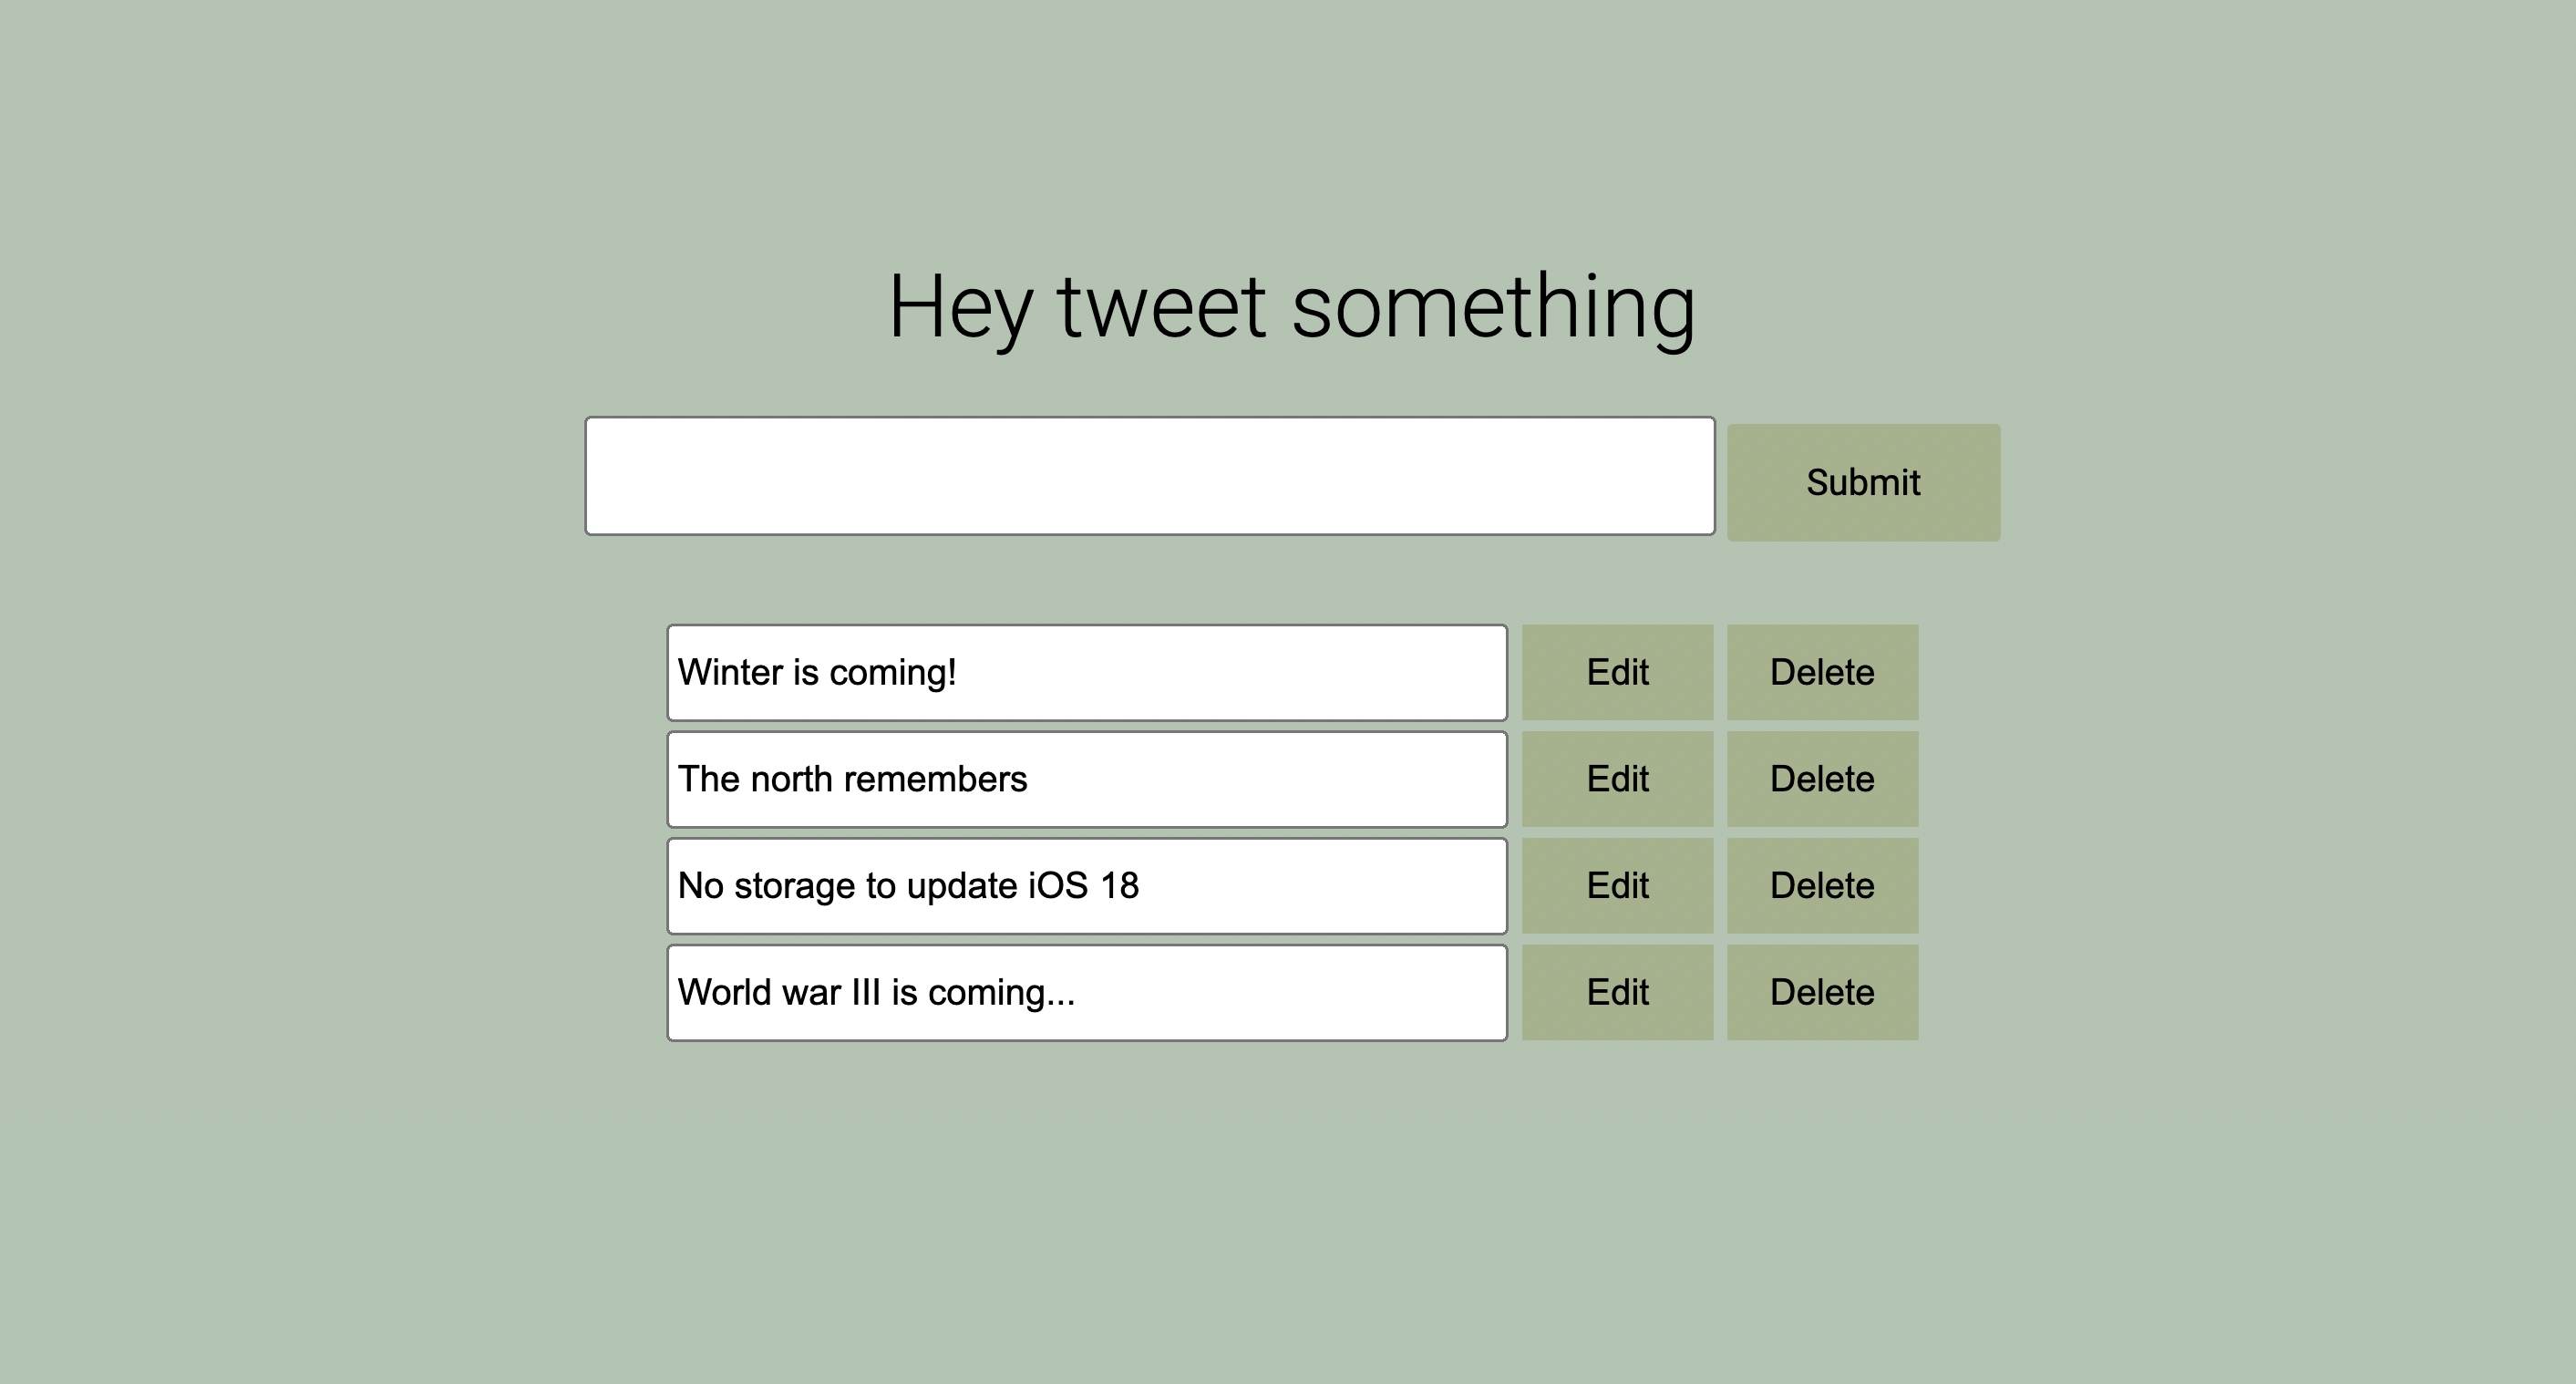 Hey tweet something
Submit
Winter is coming! Edit Delete
The north remembers Edit Delete
No storage to update iOS 18 Edit Delete
World war III is coming... Edit Delete